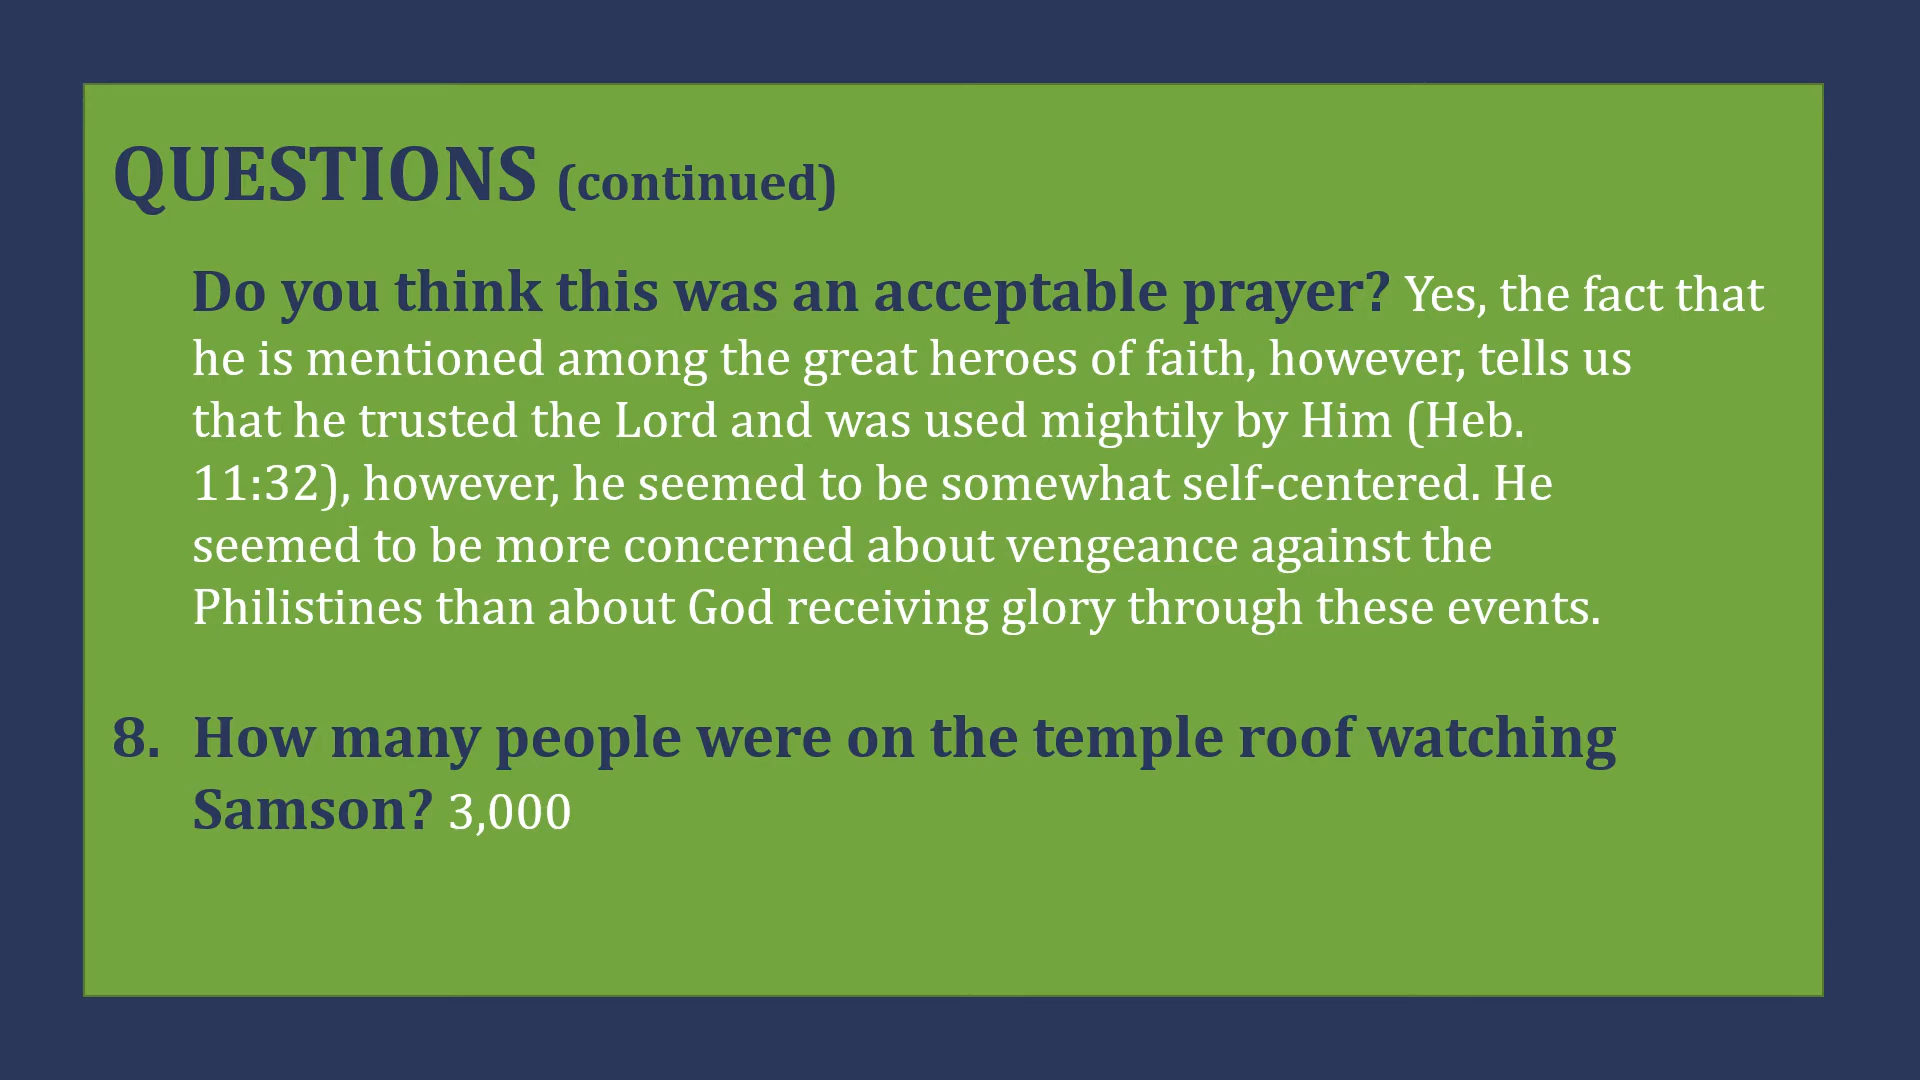 QUESTIONS (continued)
Do you think this was an acceptable prayer? Yes, the fact that
he is mentioned among the great heroes of faith, however, tells us
that he trusted the Lord and was used mightily by Him (Heb.
11:32), however, he seemed to be somewhat self-centered. He
seemed to be more concerned about vengeance against the
Philistines than about God receiving glory through these events.
8. How many people were on the temple roof watching
Samson? 3,000